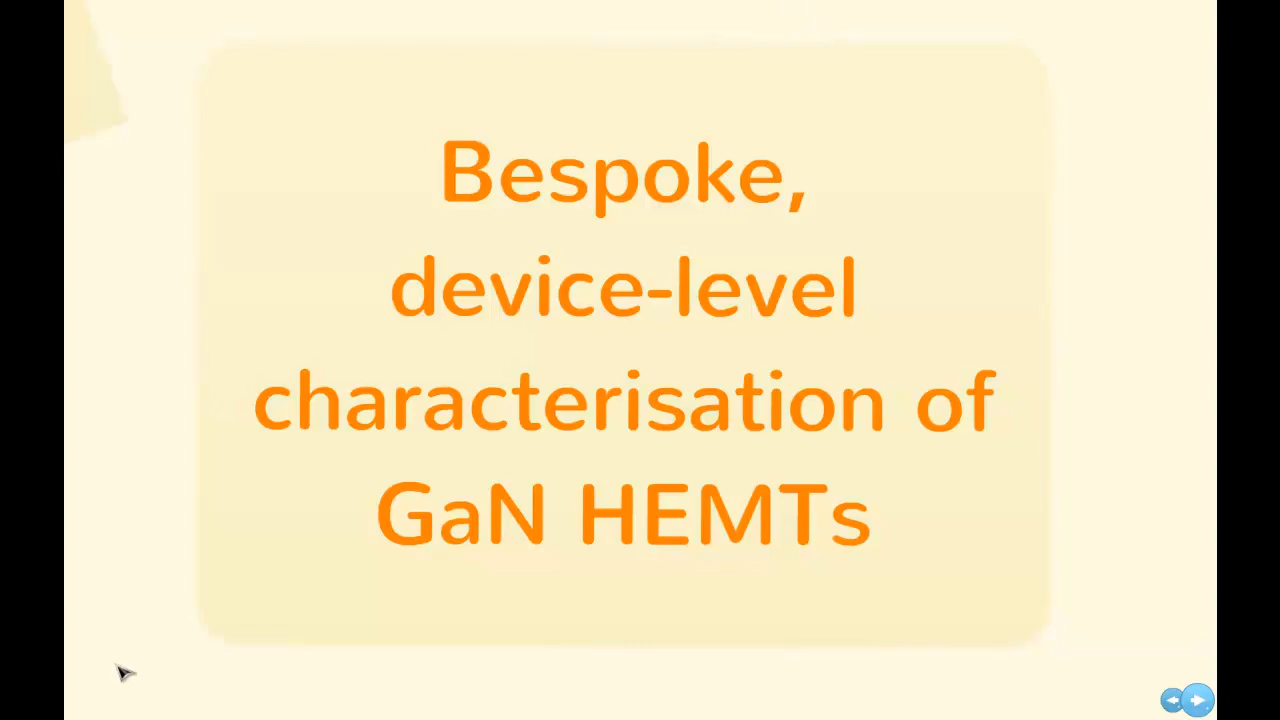 Bespoke,
device-level
characterisation of
GaN HEMTs